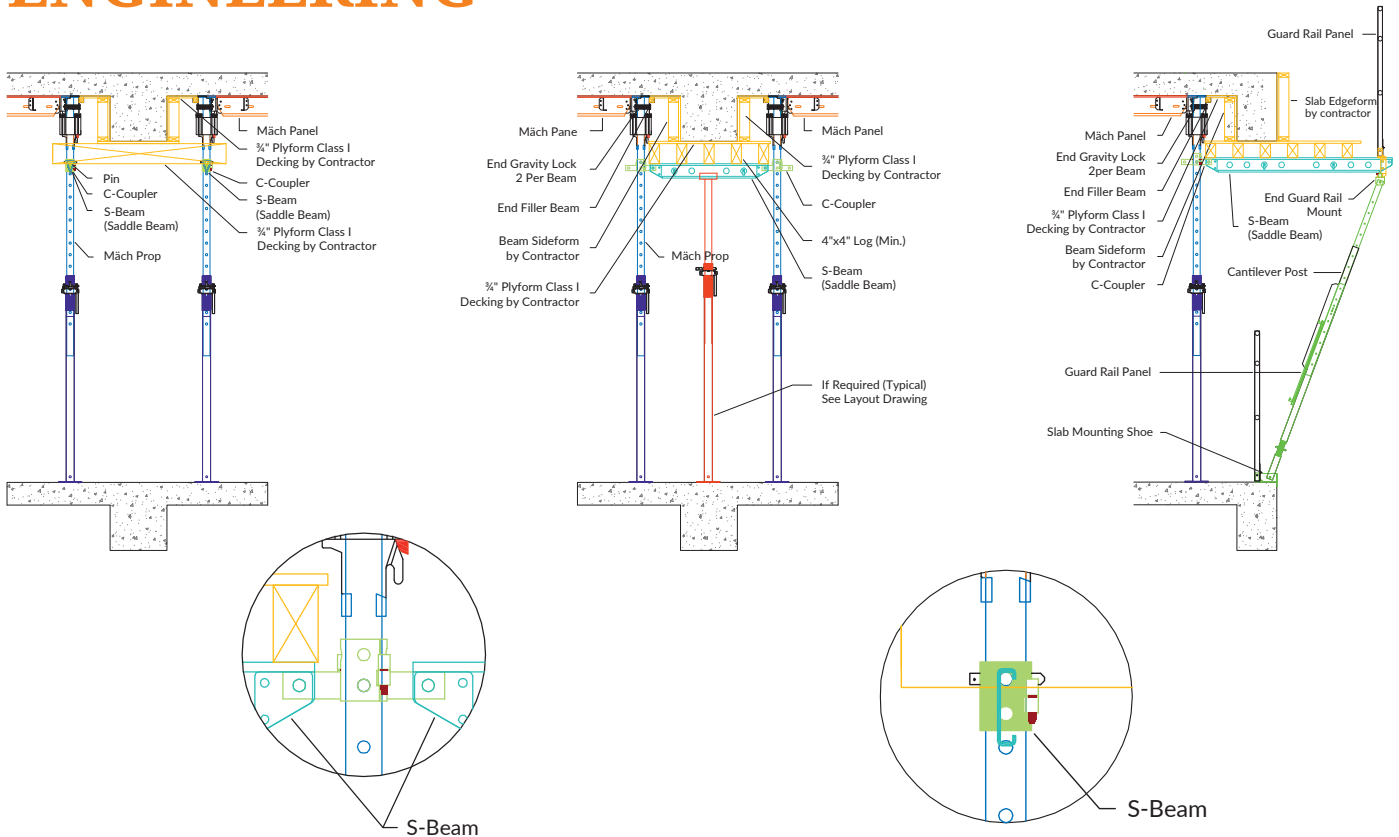 ENGINEERING
Mäch Panel
¾" Plyform Class I
Decking by Contractor
Pin
C-Coupler
S-Beam
(Saddle Beam)
Mäch Prop
C-Coupler
S-Beam
(Saddle Beam)
¾" Plyform Class I
Decking by Contractor
Mäch Pane
End Gravity Lock
2 Per Beam
End Filler Beam
Beam Sideform
by Contractor
¾" Plyform Class I
Decking by Contractor
Mäch Prop
Mäch Panel
¾" Plyform Class I
Decking by Contractor
C-Coupler
4"x4" Log (Min.)
S-Beam
(Saddle Beam)
If Required (Typical)
See Layout Drawing
Guard Rail Panel
Slab Edgeform
by contractor
Mäch Panel
End Gravity Lock
2per Beam
End Filler Beam
¾" Plyform Class I
Decking by Contractor
Beam Sideform
by Contractor
C-Coupler
End Guard Rail
Mount
S-Beam
(Saddle Beam)
Cantilever Post
Guard Rail Panel
Slab Mounting Shoe
S-Beam
S-Beam